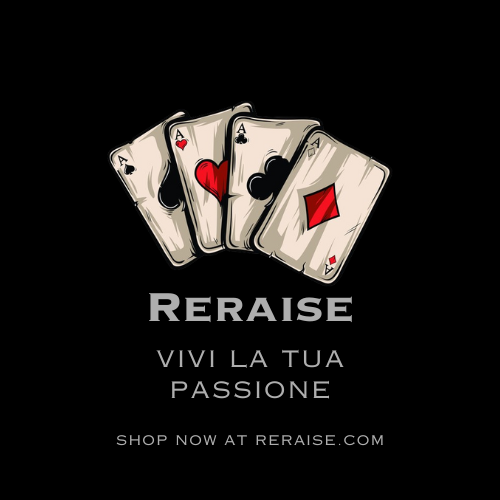 A
A
A
A
A
RERAISE
VIVI LA TUA
PASSIONE
SHOP NOW AT RERAISE.COM